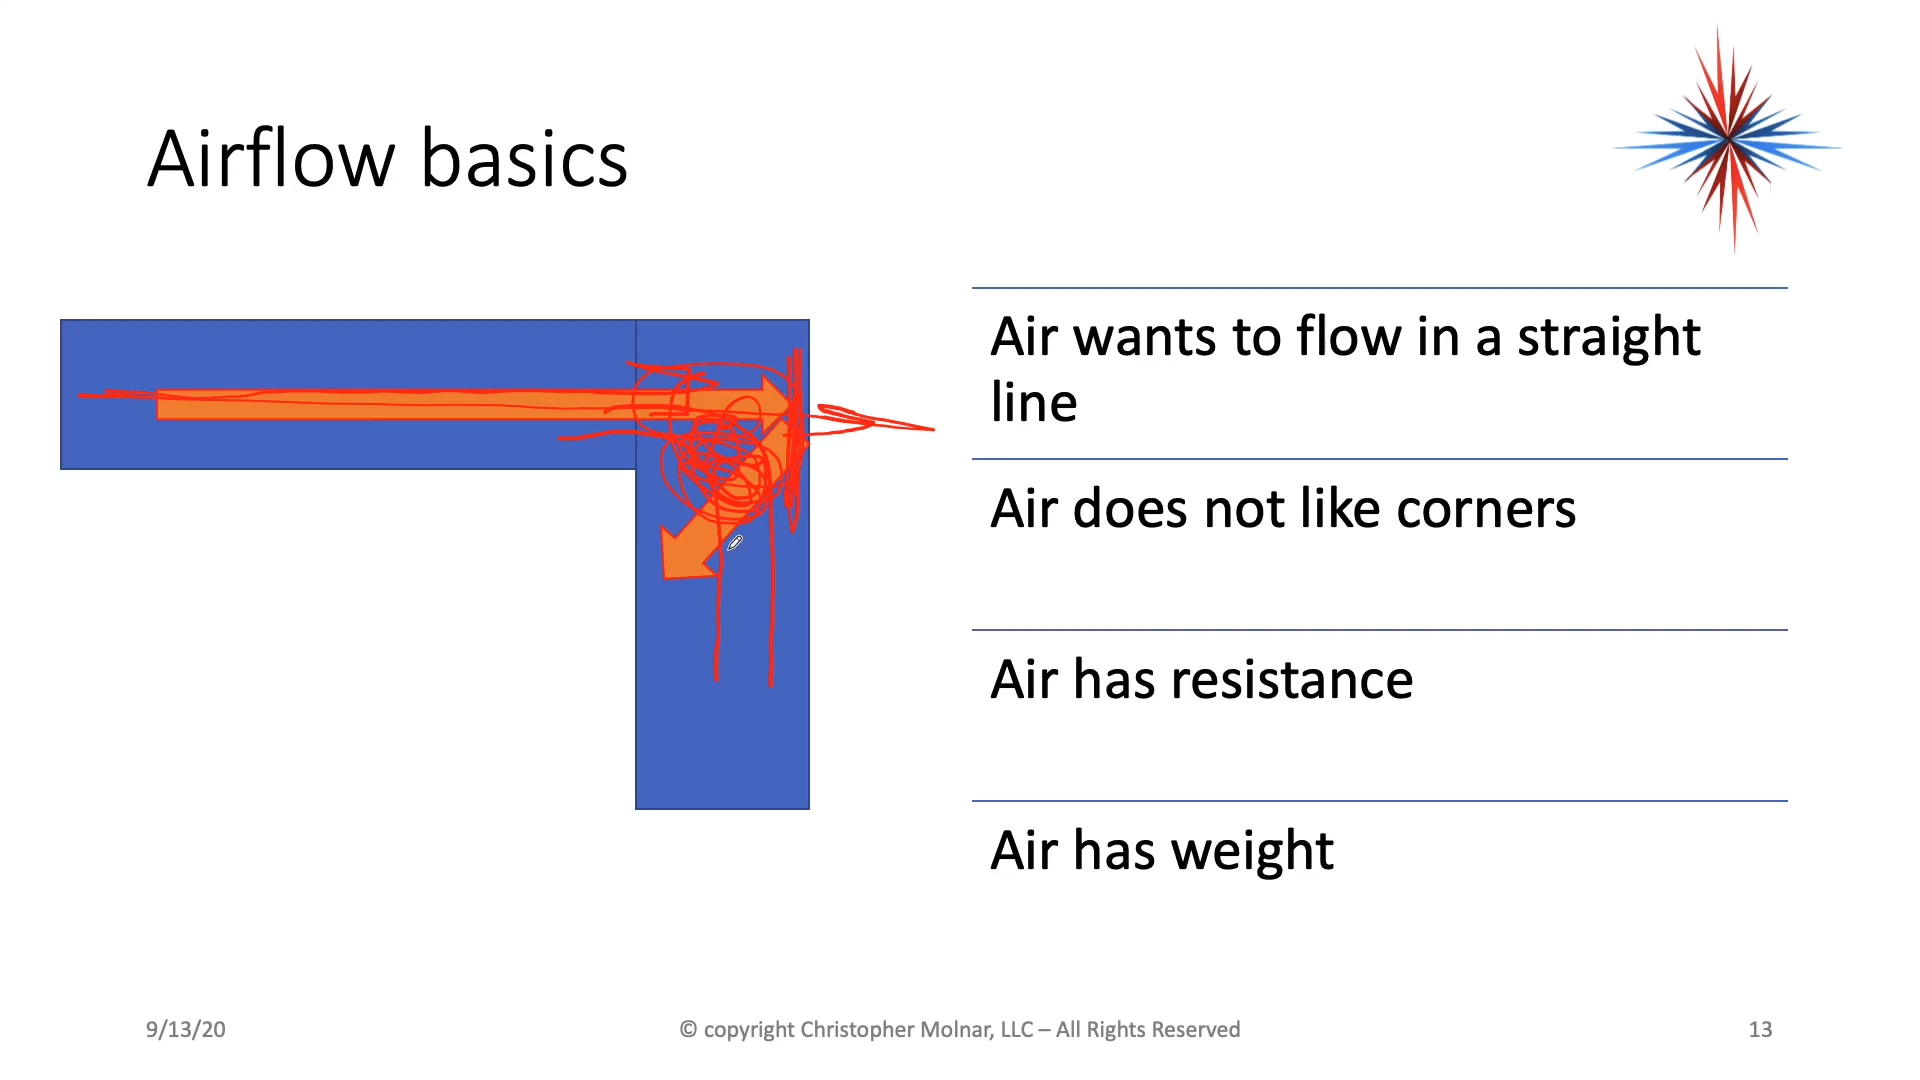 Airflow basics
Air wants to flow in a straight
line
Air does not like corners
Air has resistance
Air has weight
9/13/20
© copyright Christopher Molnar, LLC – All Rights Reserved
13